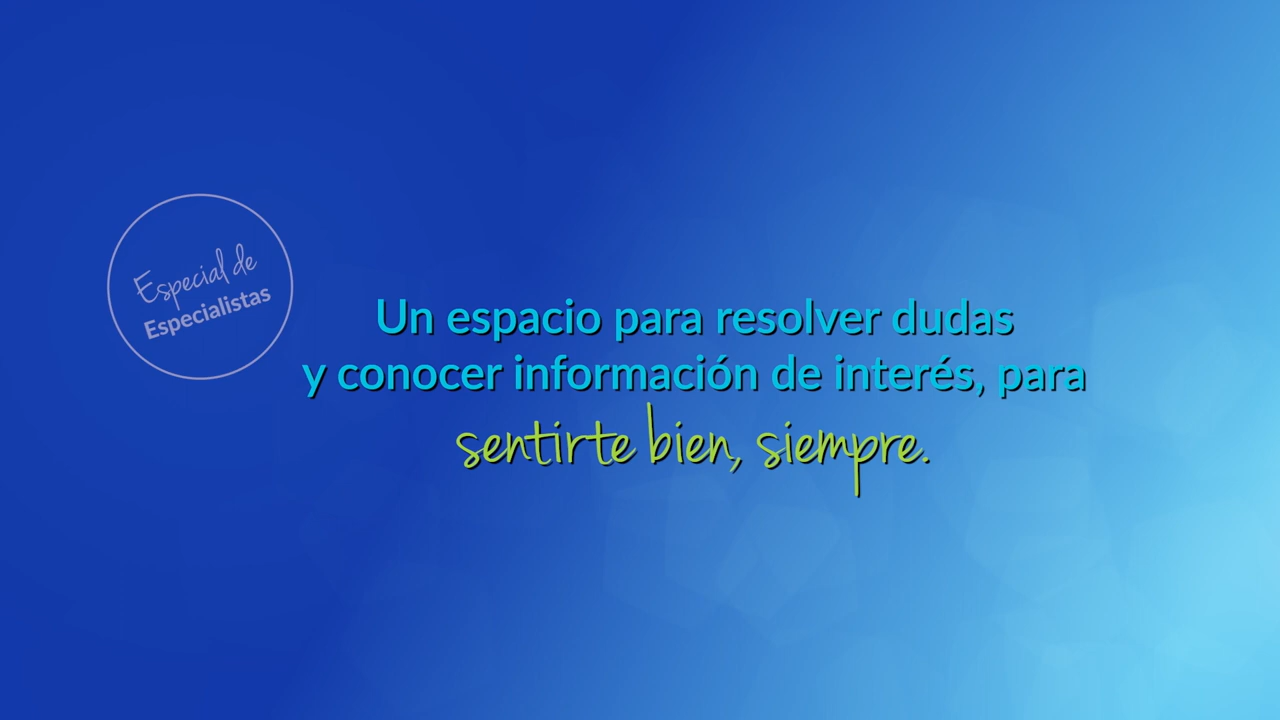 Especial de
Especialistas
Un espacio para resolver dudas
y conocer información de interés, para
sentirte bien, siempre.